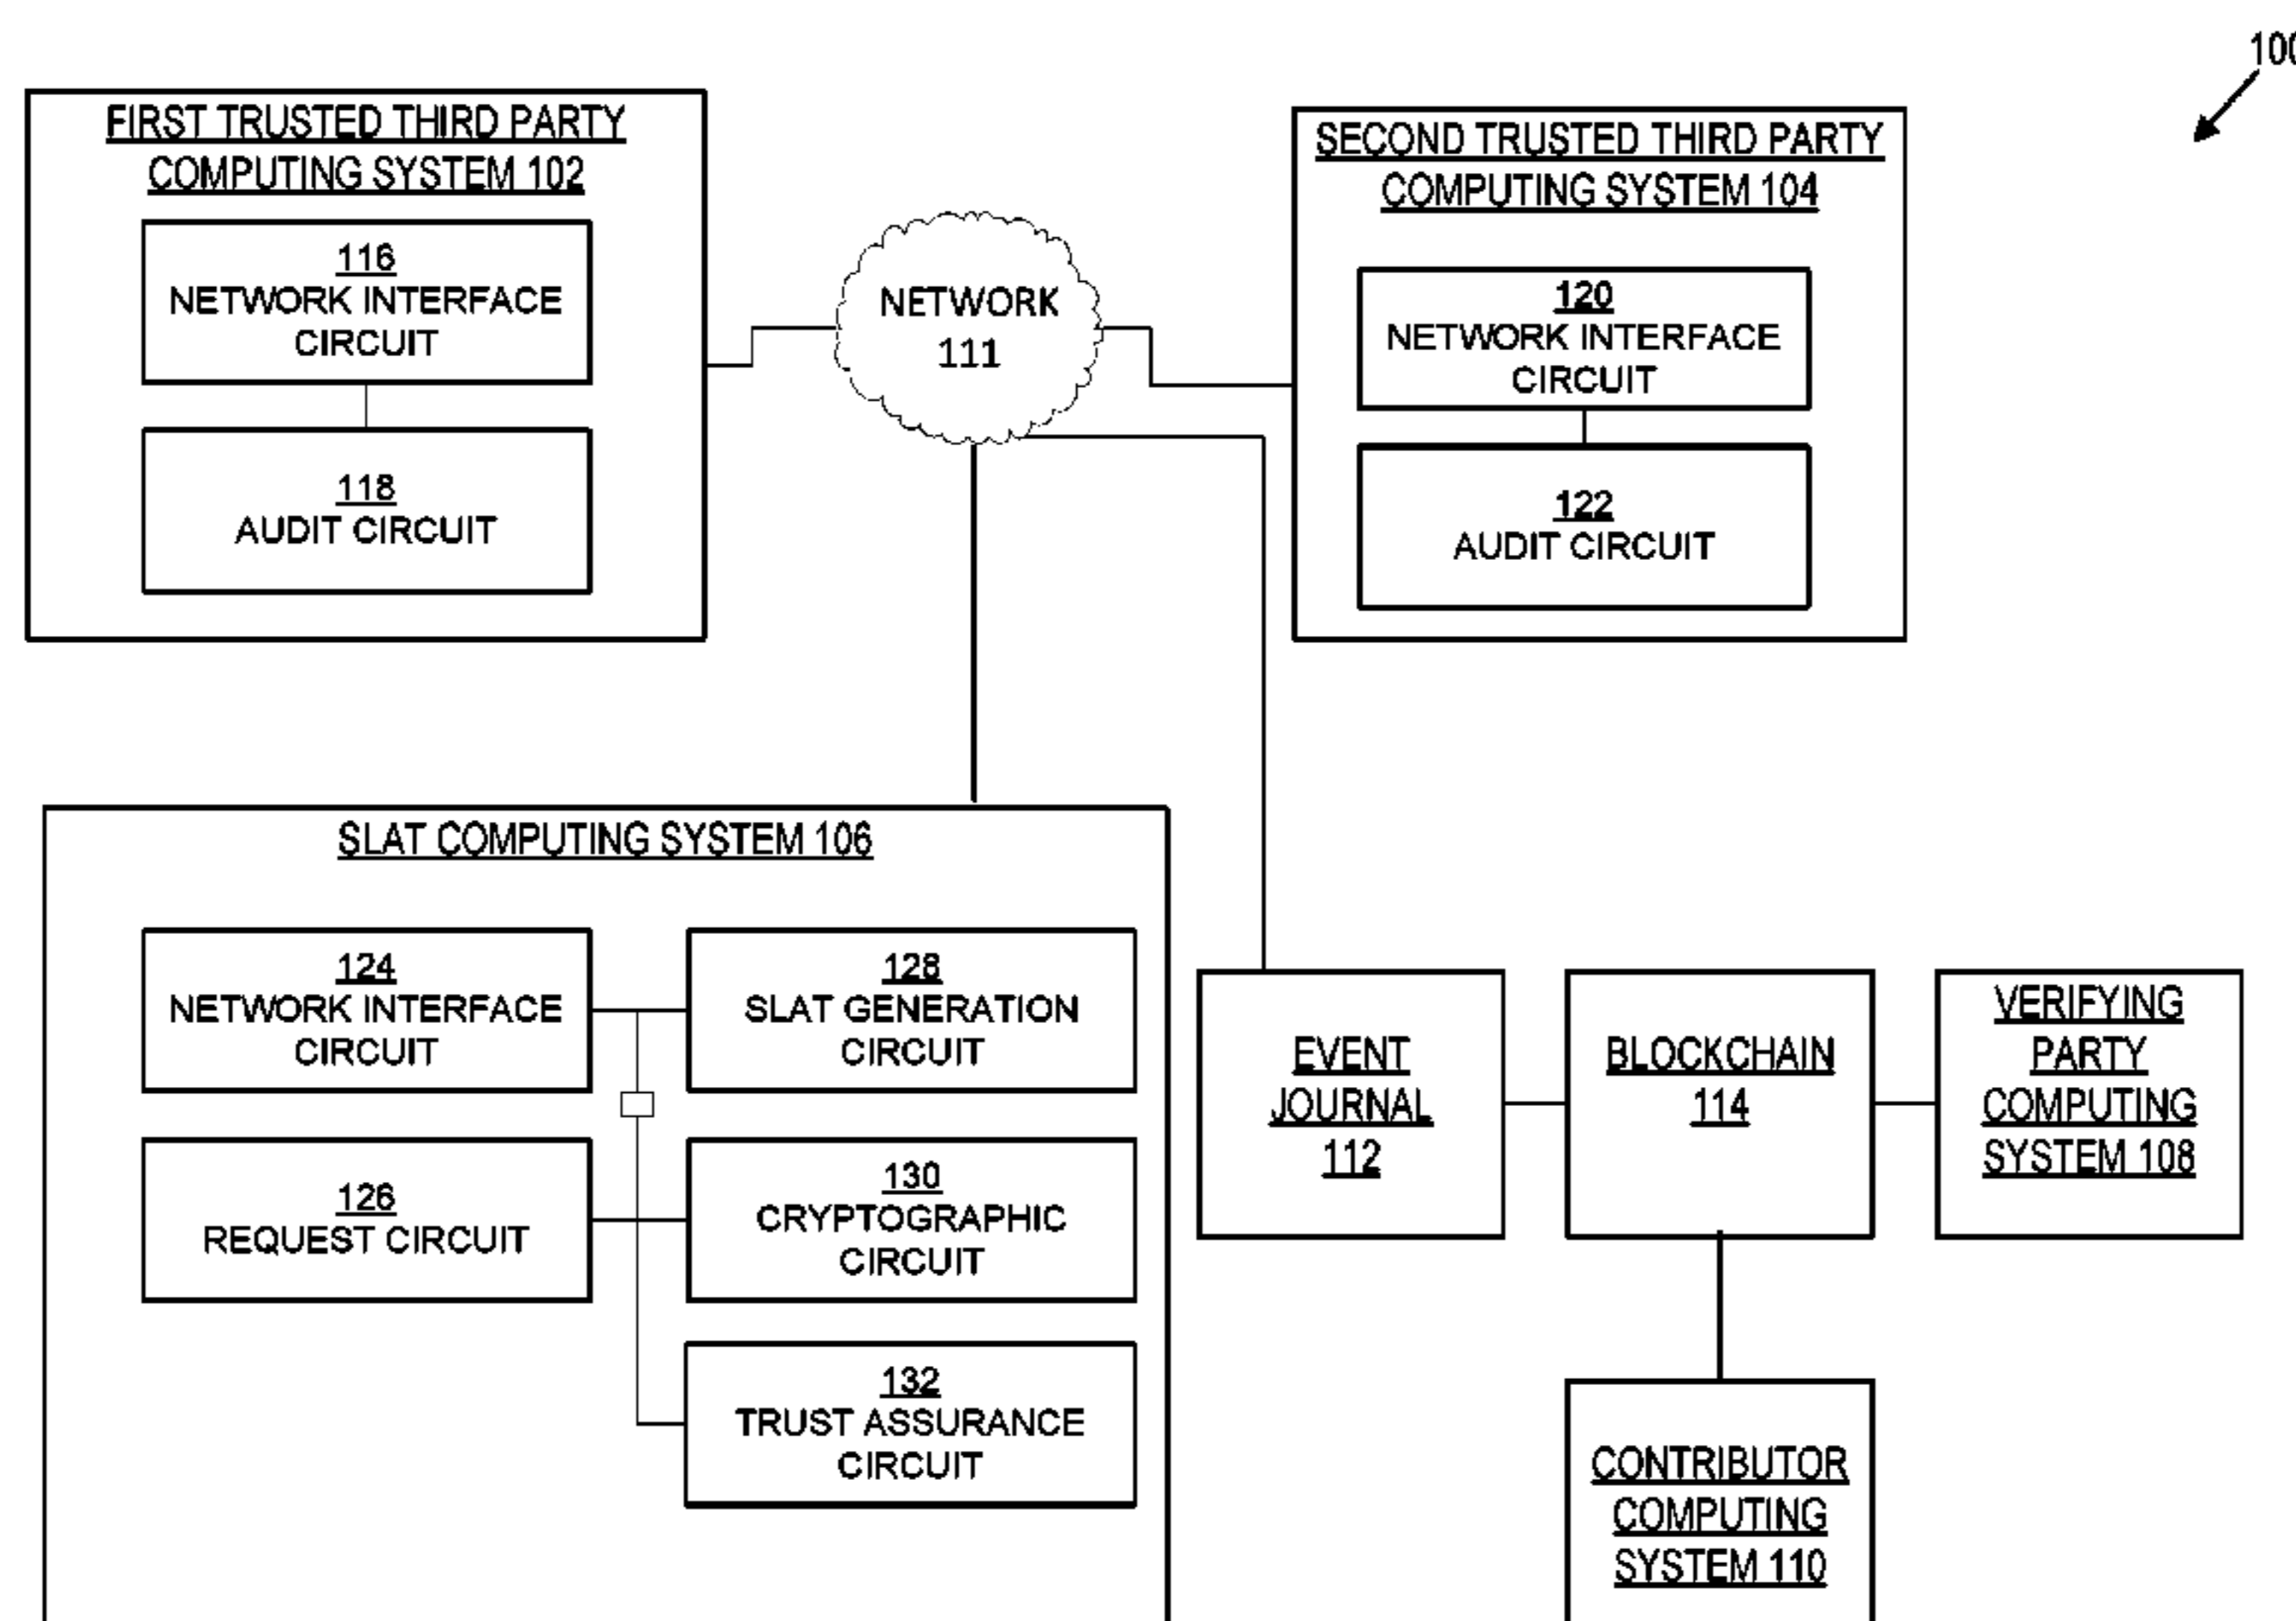 100
FIRST TRUSTED THIRD PARTY
COMPUTING SYSTEM 102
116
NETWORK INTERFACE
CIRCUIT
118
AUDIT CIRCUIT
NETWORK
111
SECOND TRUSTED THIRD PARTY
COMPUTING SYSTEM 104
120
NETWORK INTERFACE
CIRCUIT
122
AUDIT CIRCUIT
SLAT COMPUTING SYSTEM 106
124
NETWORK INTERFACE
CIRCUIT
128
SLAT GENERATION
CIRCUIT
126
REQUEST CIRCUIT
130
CRYPTOGRAPHIC
CIRCUIT
132
TRUST ASSURANCE
CIRCUIT
EVENT
JOURNAL
112
BLOCKCHAIN
114
VERIFYING
PARTY
COMPUTING
SYSTEM 108
CONTRIBUTOR
COMPUTING
SYSTEM 110